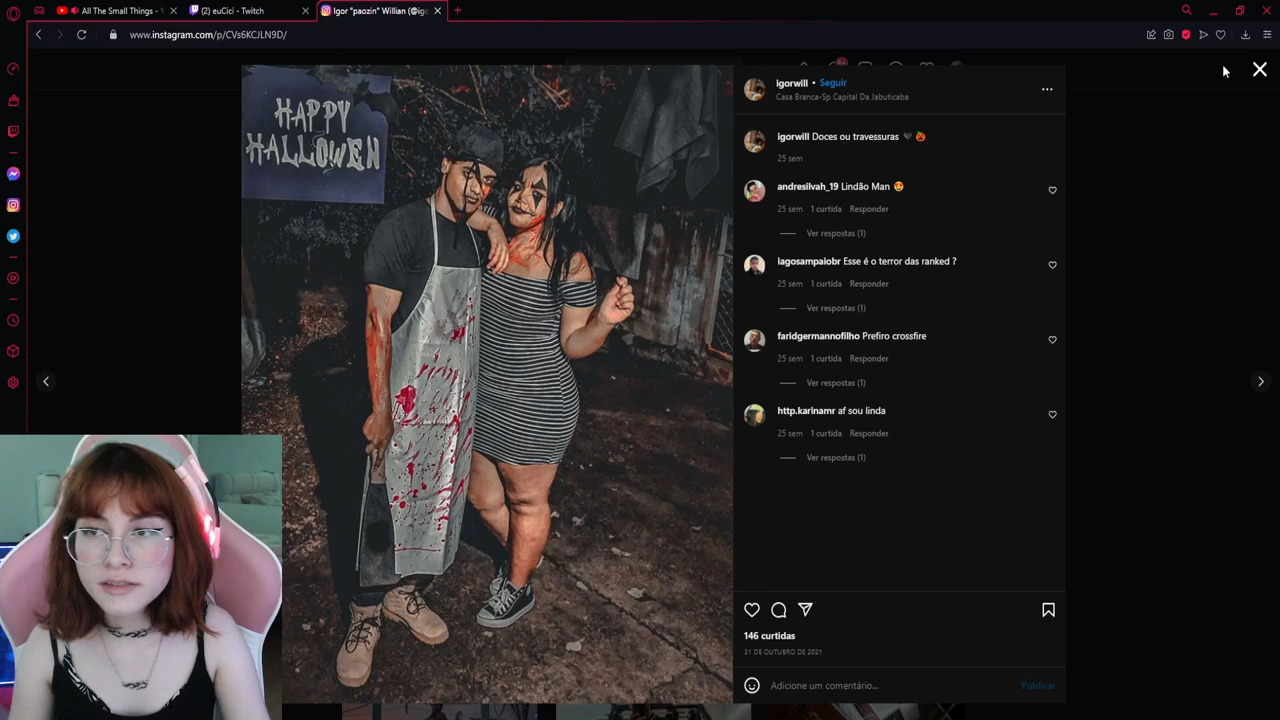 All The Small Things -
(2) euCici - Twitch
Igor "paozin" Willian (@igo
www.instagram.com/p/CVs6KCJLN9D/
HAPPY
HALLOWEN
igorwill • Seguir
Casa Branca-Sp Capital Da Jabuticaba
igorwill Doces ou travessuras 🖤 🎃
25 sem
andresilvah_19 Lindão Man 😍
25 sem 1 curtida Responder
Ver respostas (1)
iagosampaiobr Esse é o terror das ranked ?
25 sem 1 curtida Responder
Ver respostas (1)
faridgermannofilho Prefiro crossfire
25 sem 1 curtida Responder
Ver respostas (1)
http.karinamr af sou linda
25 sem 1 curtida Responder
Ver respostas (1)
146 curtidas
31 DE OUTUBRO DE 2021
Adicione um comentário...
Publicar